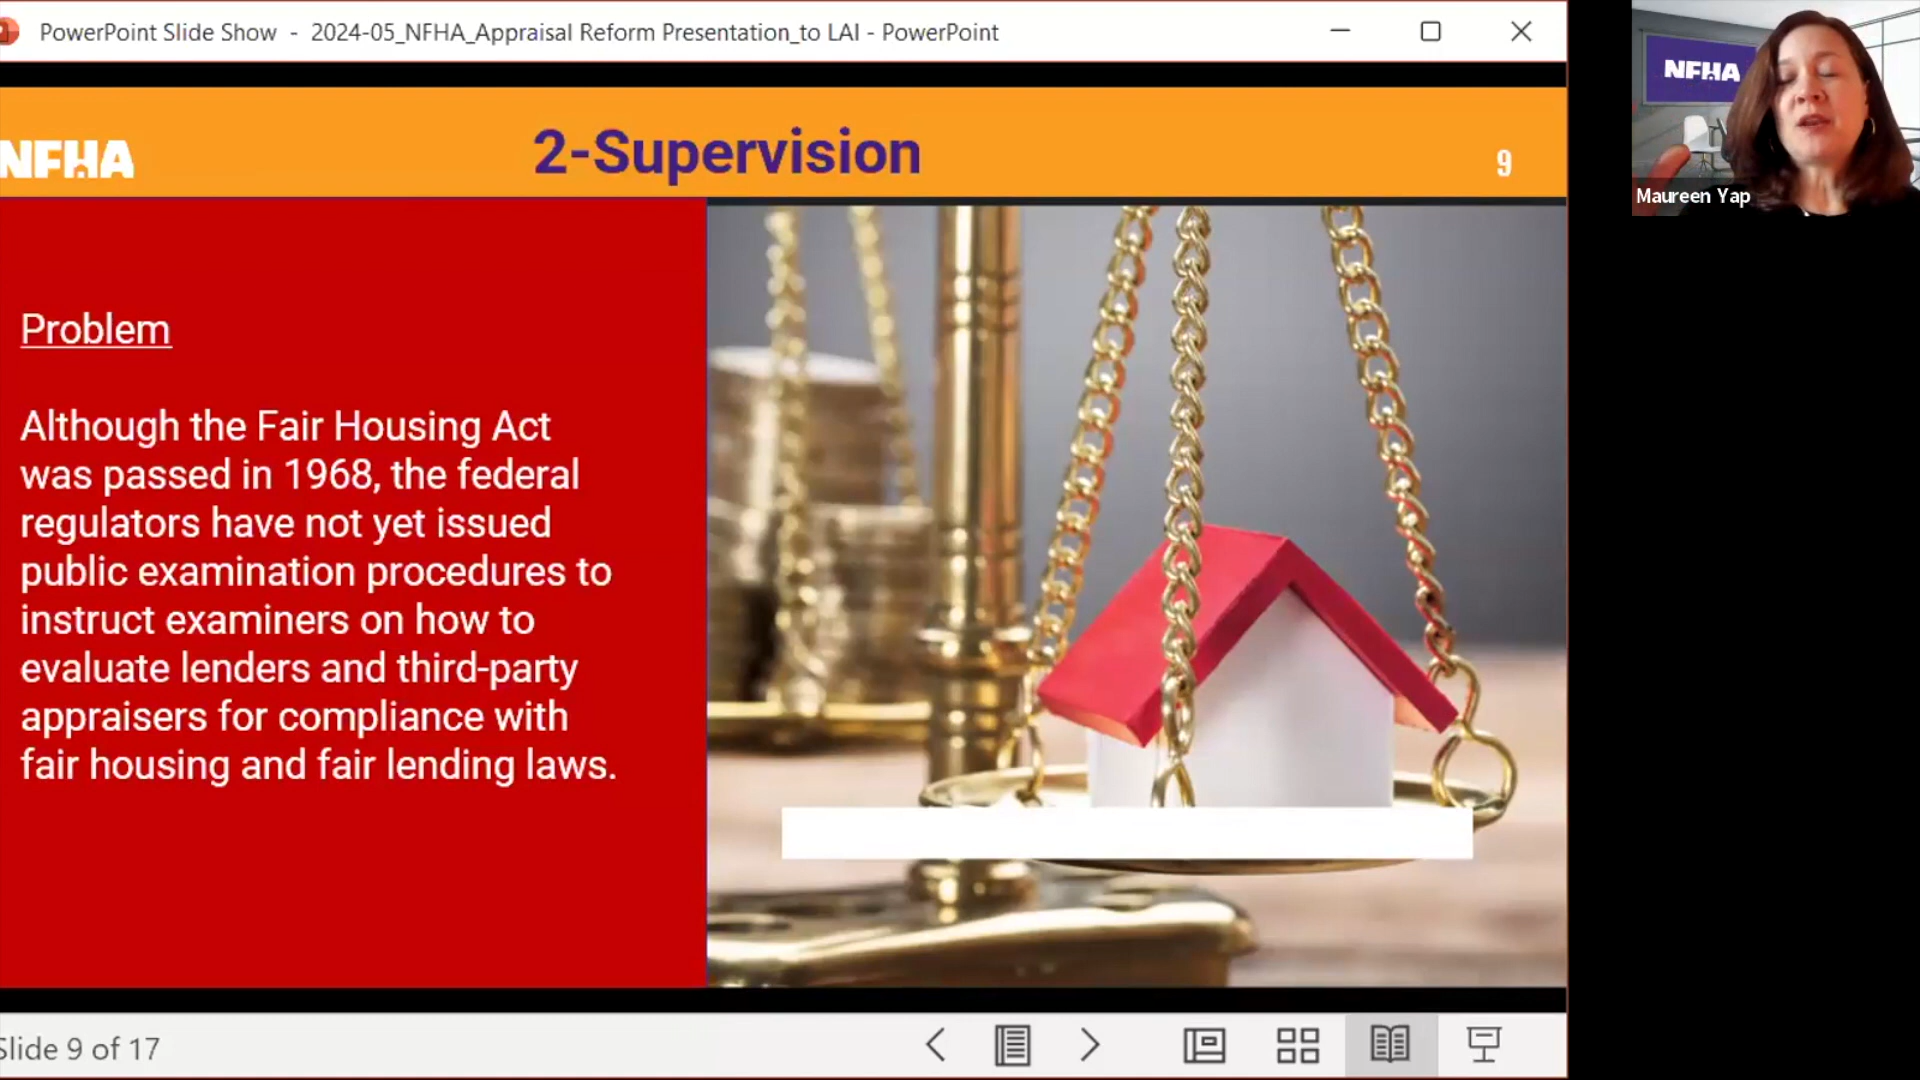 PowerPoint Slide Show - 2024-05_NFHA_Appraisal Reform Presentation_to LAI - PowerPoint
NFHA
2-Supervision
9
NFHA
Maureen Yap
Problem
Although the Fair Housing Act
was passed in 1968, the federal
regulators have not yet issued
public examination procedures to
instruct examiners on how to
evaluate lenders and third-party
appraisers for compliance with
fair housing and fair lending laws.
Slide 9 of 17